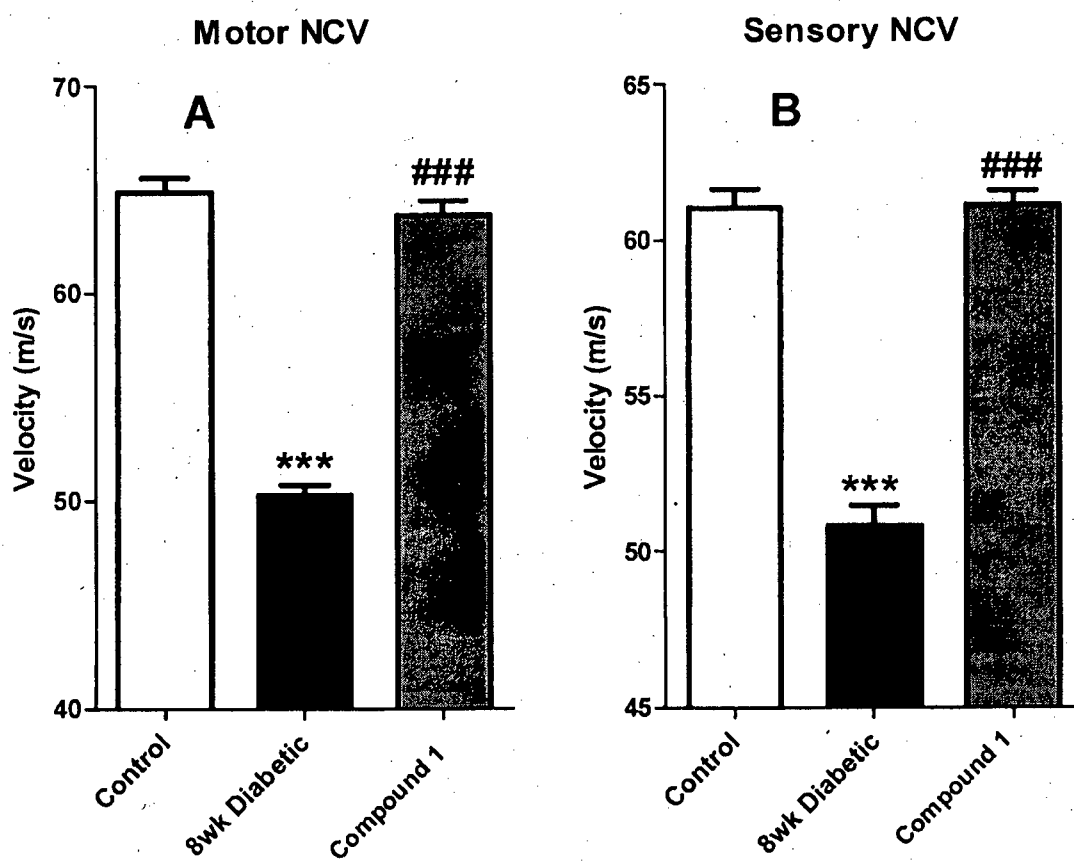 Motor NCV
A
70
60
50
40
Velocity (m/s)
***
###
Control
8wk Diabetic
Compound 1
Sensory NCV
B
65
60
55
50
45
Velocity (m/s)
***
###
Control
8wk Diabetic
Compound 1